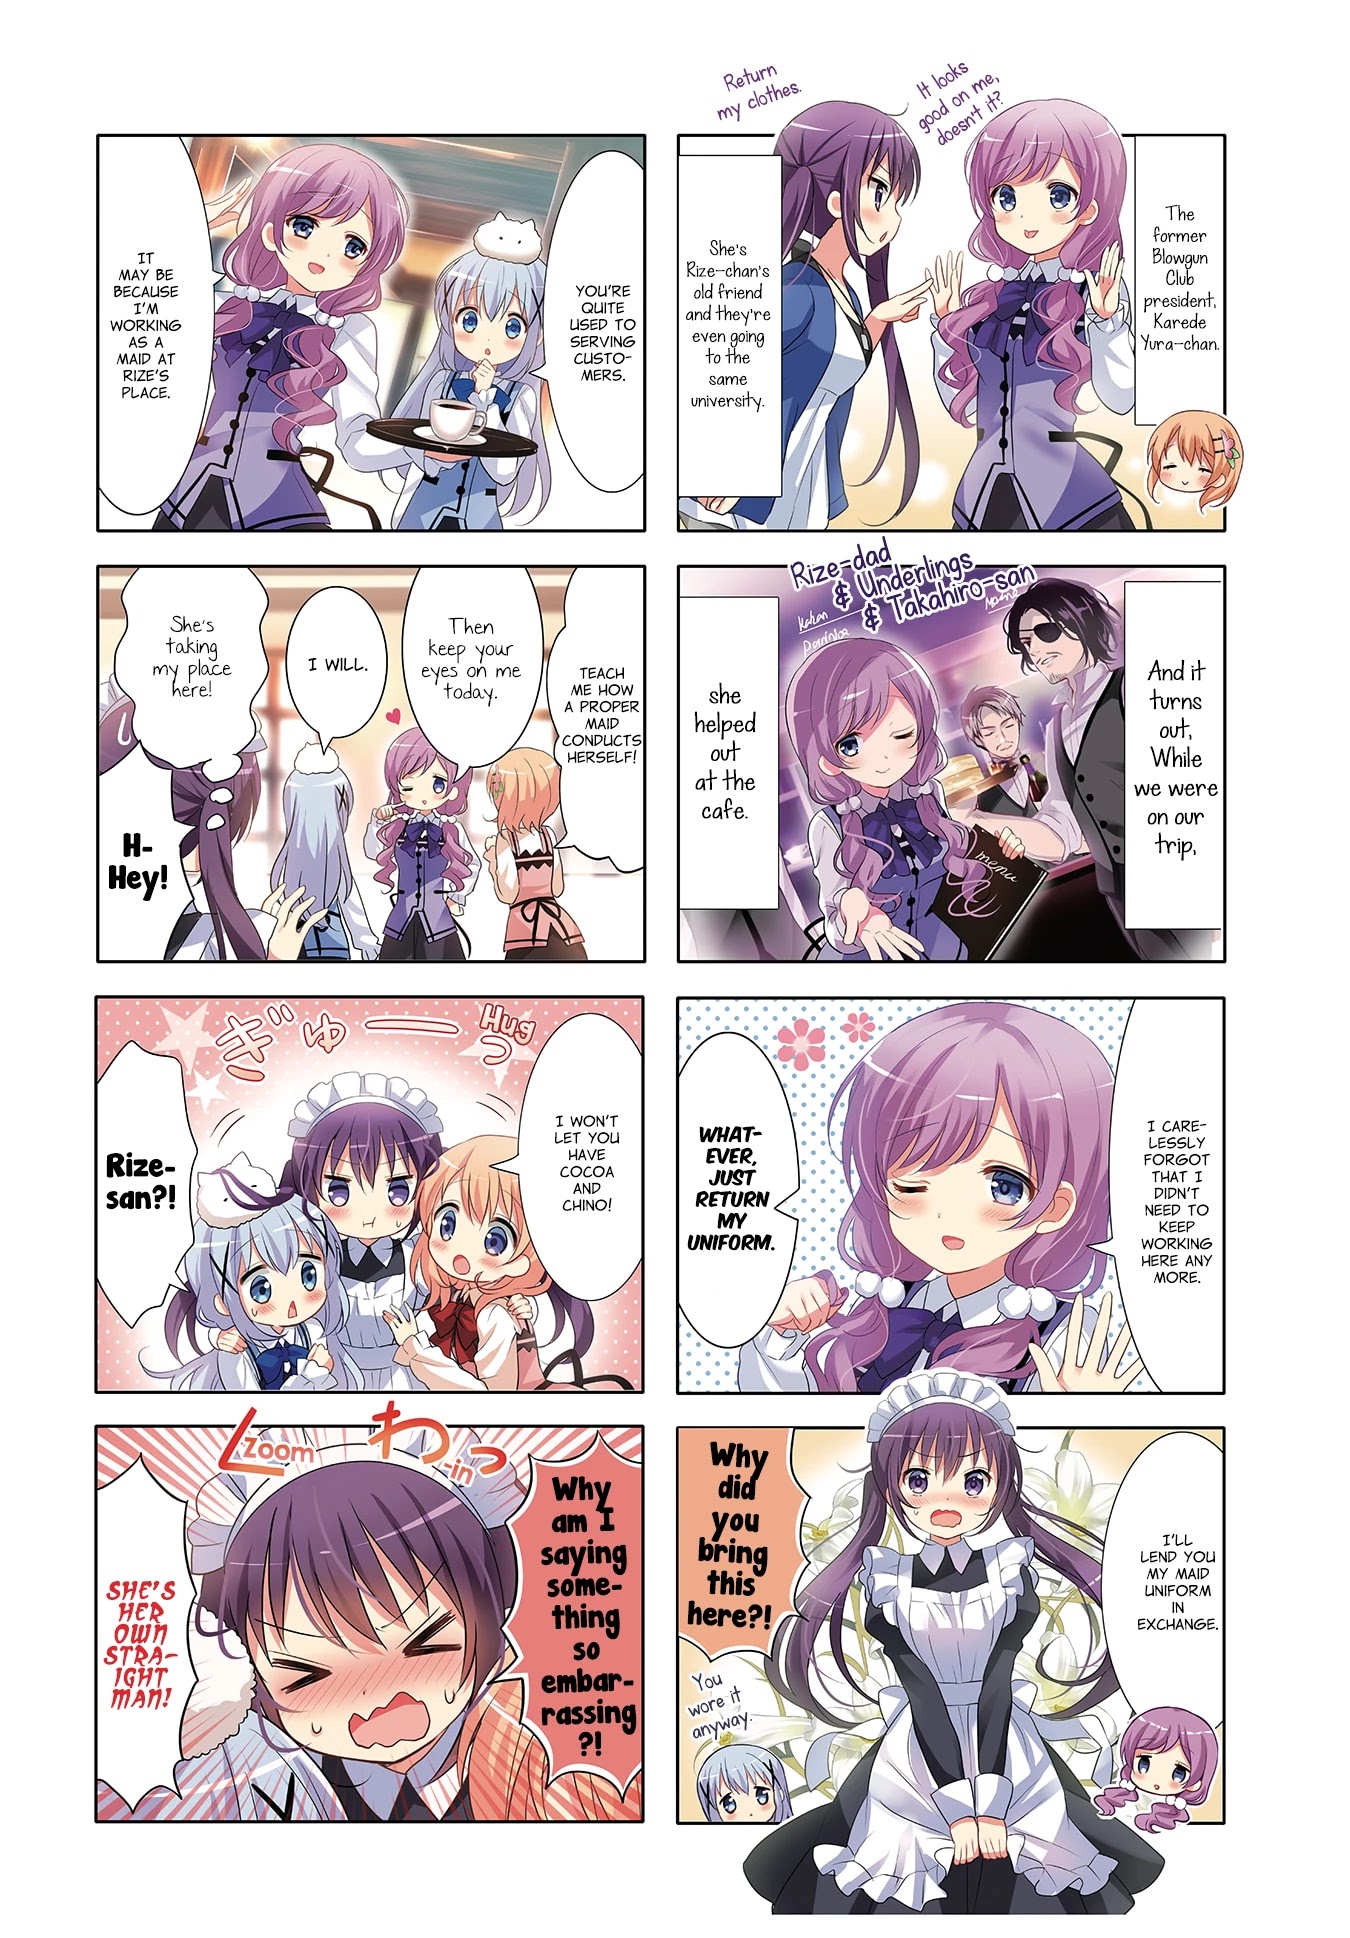 The
former
Blowgun
Club
president,
Karede
Yura-chan.
It looks
good on me,
doesn't it?
Return
my clothes.
She's
Rize-chan's
old friend
and they're
even going
to the
same
university.
And it
turns
out,
While
we were
on our
trip,
Rize-dad
& Underlings
& Takahiro-san
menu
she
helped
out
at the
cafe.
I CARE-
LESSLY
FORGOT
THAT I
DIDN'T
NEED TO
KEEP
WORKING
HERE ANY
MORE.
WHAT-
EVER,
JUST
RETURN
MY
UNIFORM.
I'LL
LEND YOU
MY MAID
UNIFORM
IN
EXCHANGE.
Why
did
you
bring
this
here?!
You
wore it
anyway.
YOU'RE
QUITE
USED TO
SERVING
CUSTO-
MERS.
IT
MAY BE
BECAUSE
I'M
WORKING
AS A
MAID AT
RIZE'S
PLACE.
TEACH
ME HOW
A PROPER
MAID
CONDUCTS
HERSELF!
Then
keep your
eyes on me
today.
I WILL.
She's
taking
my place
here!
H-
Hey!
ぎゅーっ
Hug
I WON'T
LET YOU
HAVE
COCOA
AND
CHINO!
Rize-
san?!
Why
am I
saying
some-
thing
so
embar-
rassing
?!
わっ
Zoom
-in
SHE'S
HER
OWN
STRA-
IGHT
MAN!